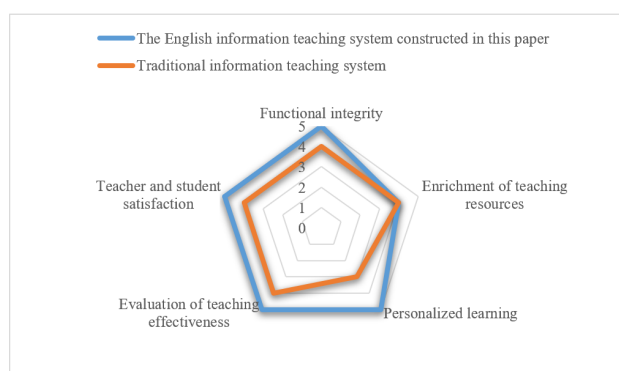 The English information teaching system constructed in this paper
Traditional information teaching system
Functional integrity
5
4
3
2
1
0
Teacher and student
satisfaction
Enrichment of teaching
resources
Evaluation of teaching
effectiveness
Personalized learning